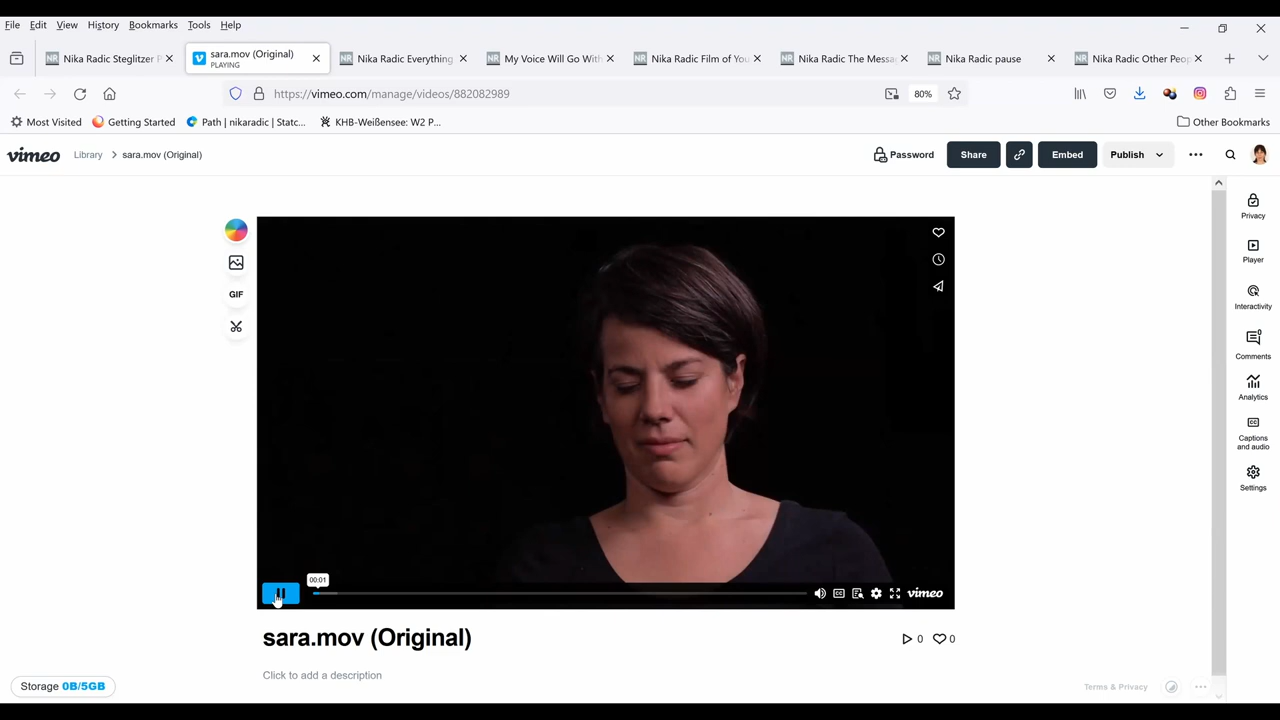 File Edit View History Bookmarks Tools Help
Nika Radic Steglitzer P
sara.mov (Original)
PLAYING
Nika Radic Everything
My Voice Will Go With
Nika Radic Film of You
Nika Radic The Messa
Nika Radic pause
Nika Radic Other Peop
https://vimeo.com/manage/videos/882082989
80%
Most Visited Getting Started Path | nikaradic | Statc... KHB-Weißensee: W2 P... Other Bookmarks
vimeo Library > sara.mov (Original) Password Share Embed Publish
Privacy
Player
GIF
Interactivity
Comments
Analytics
Captions
and audio
Settings
00:01
vimeo
sara.mov (Original)
0 0
Click to add a description
Storage 0B/5GB
Terms & Privacy